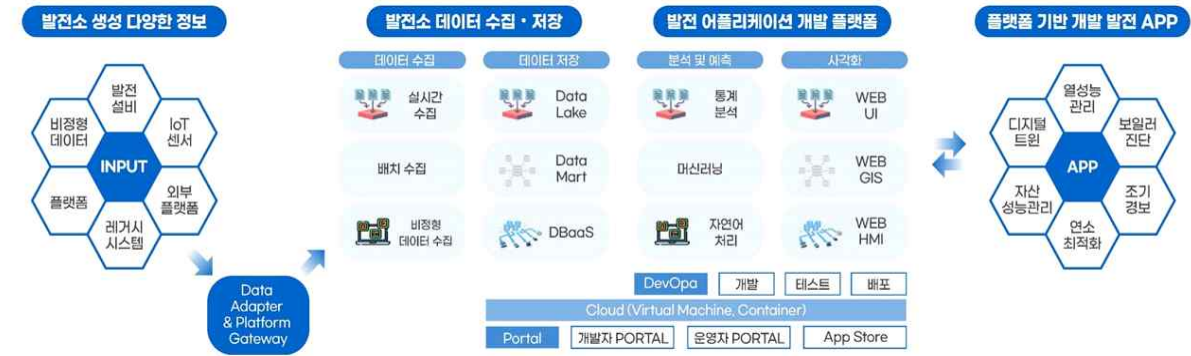 발전소 생성 다양한 정보
발전
설비
비정형
데이터
IoT
센서
INPUT
플랫폼
외부
플랫폼
레거시
시스템
Data
Adapter
& Platform
Gateway
발전소 데이터 수집・저장
데이터 수집
데이터 저장
실시간
수집
Data
Lake
배치 수집
Data
Mart
비정형
데이터 수집
DBaaS
발전 어플리케이션 개발 플랫폼
분석 및 예측
사각화
통계
분석
WEB
UI
머신러닝
WEB
GIS
자연어
처리
WEB
HMI
DevOpa
개발
테스트
배포
Cloud (Virtual Machine, Container)
Portal
개발자 PORTAL
운영자 PORTAL
App Store
플랫폼 기반 개발 발전 APP
열성능
관리
디지털
트윈
보일러
진단
APP
자산
성능관리
조기
경보
연소
최적화